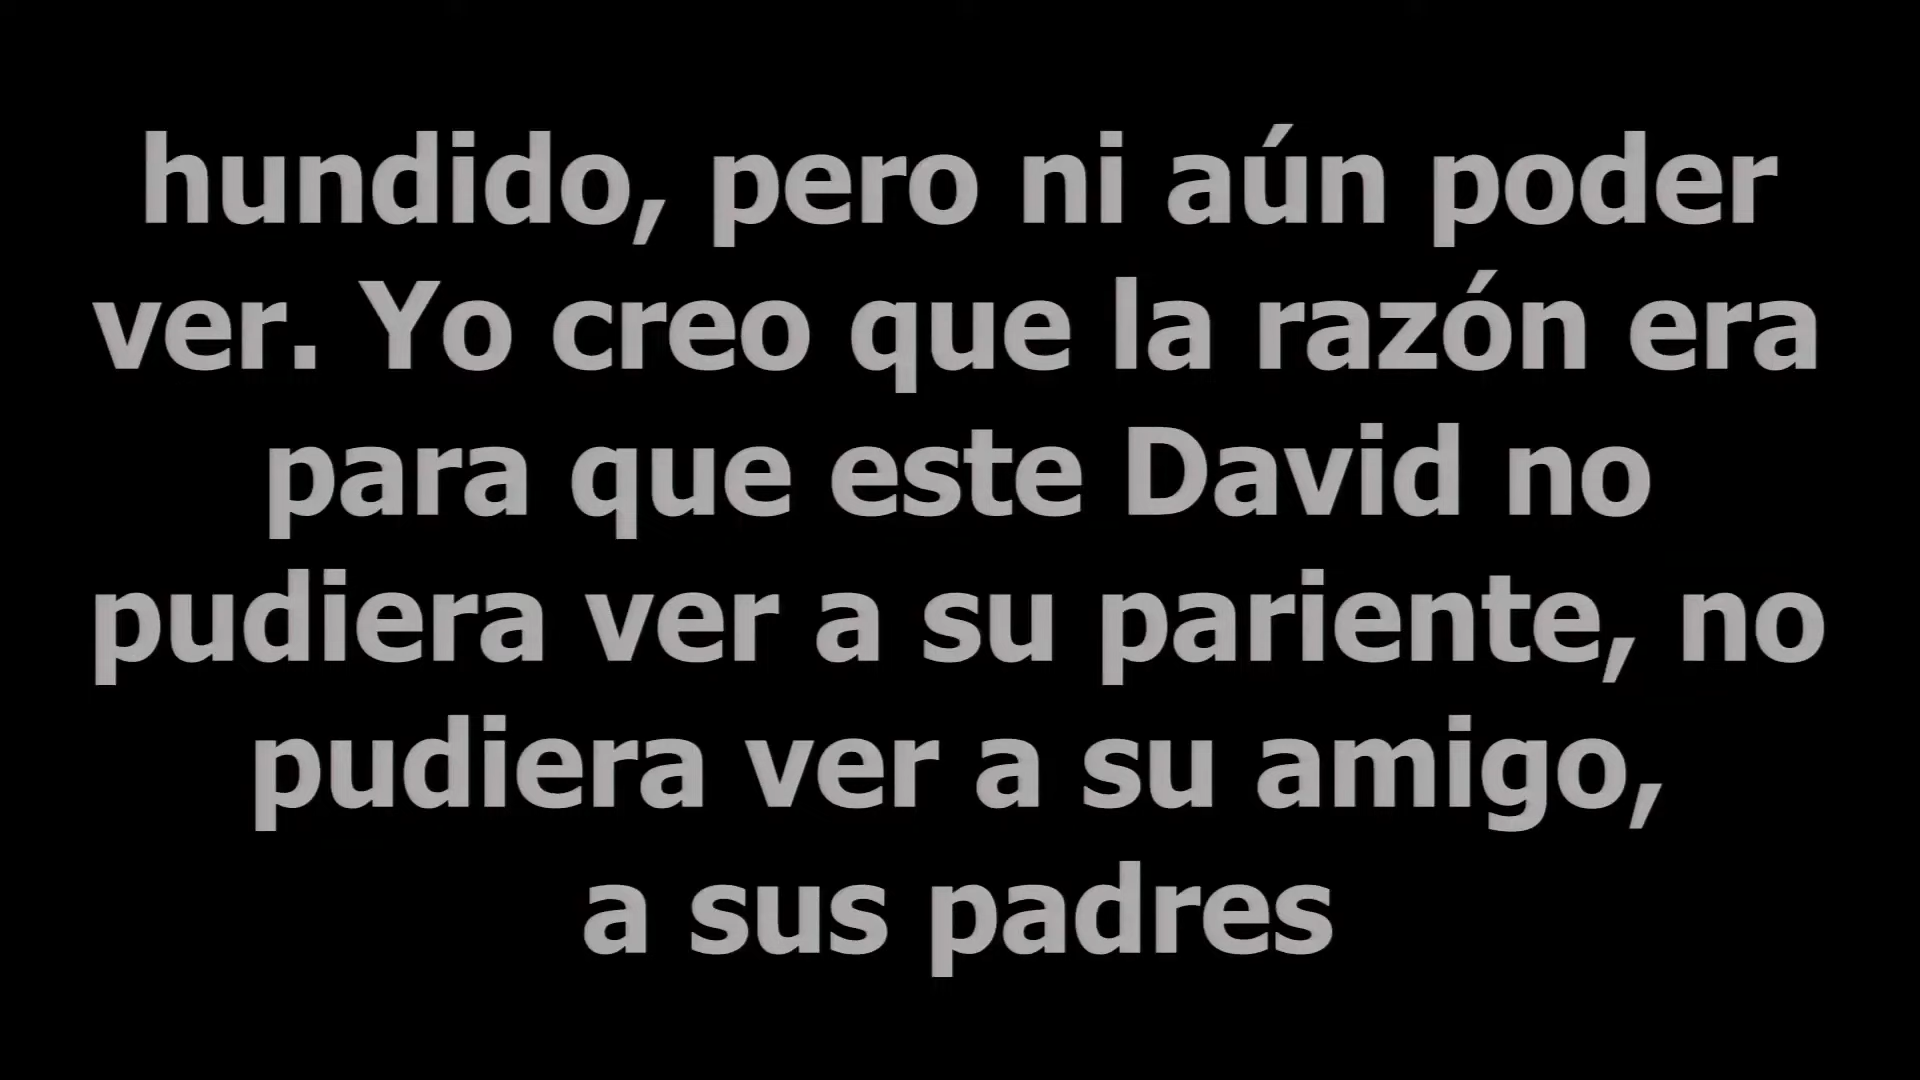 hundido, pero ni aún poder
ver. Yo creo que la razón era
para que este David no
pudiera ver a su pariente, no
pudiera ver a su amigo,
a sus padres